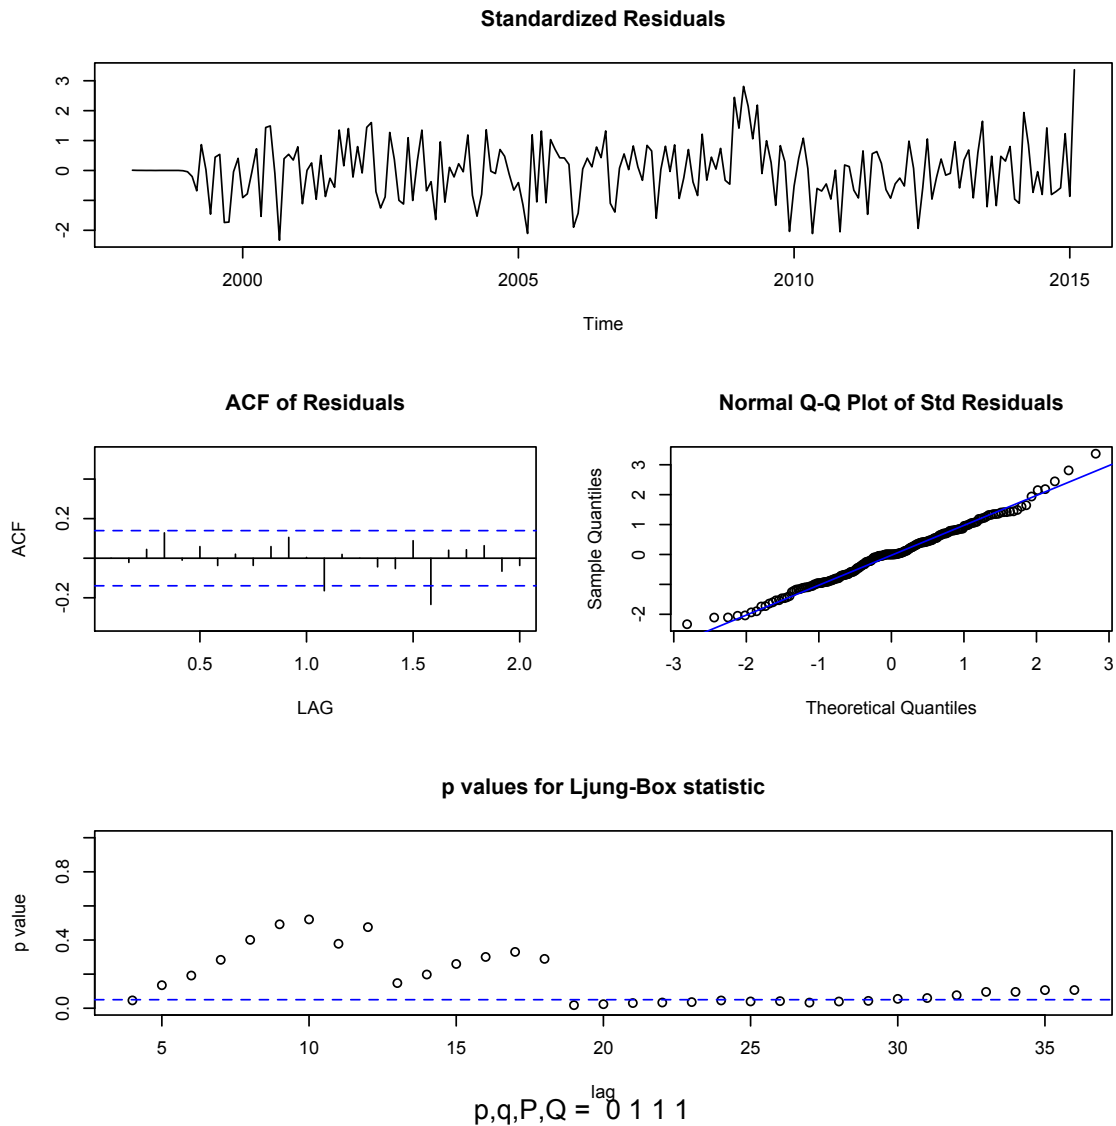 Standardized Residuals
3
2
1
0
-2
2000 2005 2010 2015
Time
ACF of Residuals
ACF
0.2
-0.2
0.5 1.0 1.5 2.0
LAG
Normal Q-Q Plot of Std Residuals
Sample Quantiles
3
2
1
0
-2
-3 -2 -1 0 1 2 3
Theoretical Quantiles
p values for Ljung-Box statistic
p value
0.8
0.4
0.0
5 10 15 20 25 30 35
lag
p,q,P,Q = 0 1 1 1